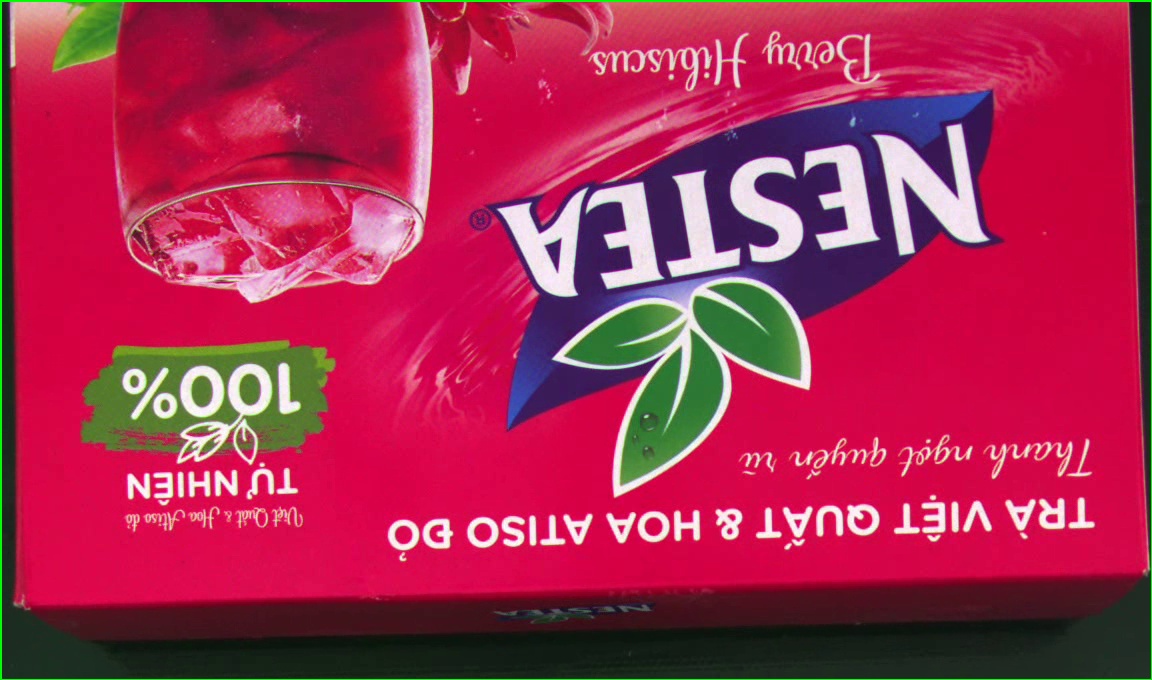 TRÀ VIỆT QUẤT & HOA ATISO ĐỎ
Thanh ngọt quyến rũ
NESTEA®
Berry Hibiscus
Việt Quất & Hoa Atiso đỏ
TỰ NHIÊN
100%
NESTEA